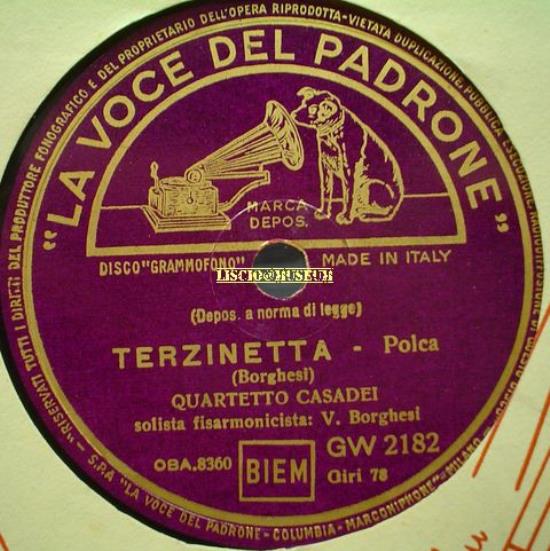 "RISERVATI TUTTI I DIRITTI DEL PRODUTTORE FONOGRAFICO E DEL PROPRIETARIO DELL'OPERA RIPRODOTTA - VIETATA DUPLICAZIONE, PUBBLICA ESECUZIONE,
"LA VOCE DEL PADRONE"
MARCA
DEPOS.
DISCO "GRAMMOFONO" MADE IN ITALY
LISCIO@MUSEUM
(Depos. a norma di legge)
TERZINETTA - Polca
(Borghesi)
QUARTETTO CASADEI
solista fisarmonicista: V. Borghesi
OBA.8360 BIEM GW 2182
Giri 78
S.P.A "LA VOCE DEL PADRONE - COLUMBIA - MARCONIPHONE" - MILANO -